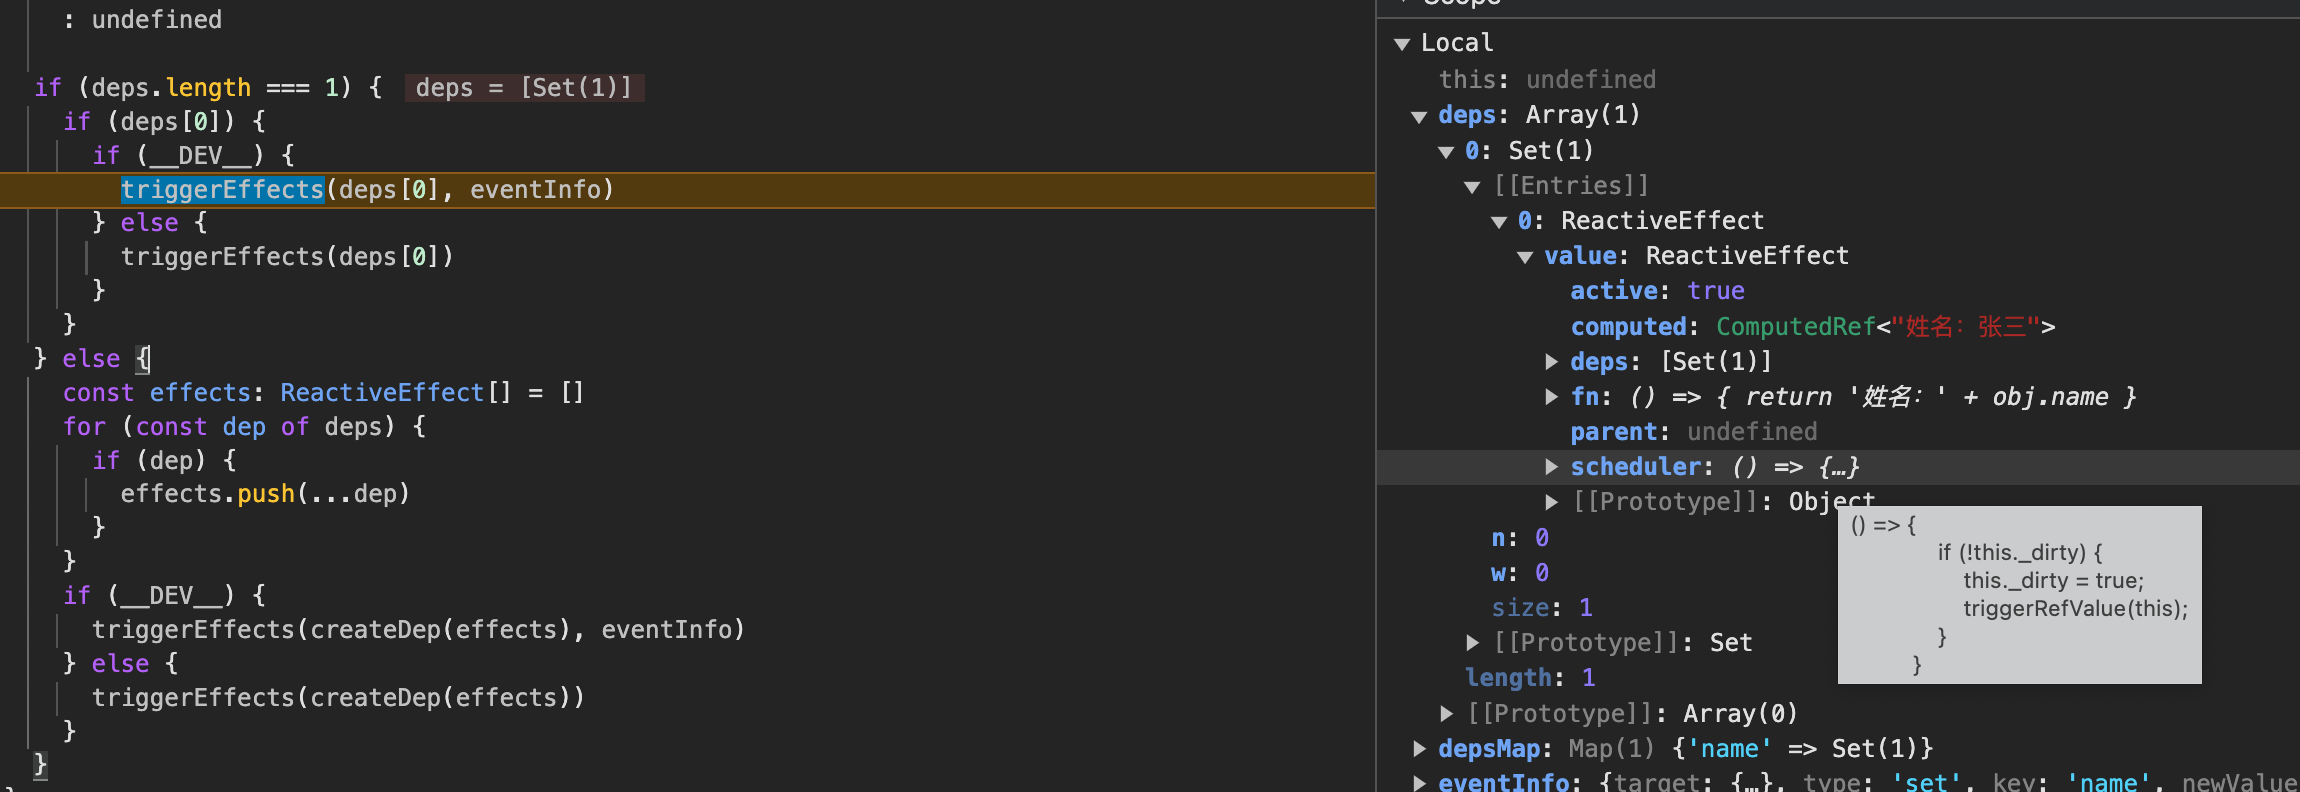 : undefined
if (deps.length === 1) { deps = [Set(1)]
if (deps[0]) {
if (__DEV__) {
triggerEffects(deps[0], eventInfo)
} else {
triggerEffects(deps[0])
}
}
} else {
const effects: ReactiveEffect[] = []
for (const dep of deps) {
if (dep) {
effects.push(...dep)
}
}
if (__DEV__) {
triggerEffects(createDep(effects), eventInfo)
} else {
triggerEffects(createDep(effects))
}
}
Scope
Local
this: undefined
deps: Array(1)
0: Set(1)
[[Entries]]
0: ReactiveEffect
value: ReactiveEffect
active: true
computed: ComputedRef<"姓名：张三">
deps: [Set(1)]
fn: () => { return '姓名：' + obj.name }
parent: undefined
scheduler: () => {…}
[[Prototype]]: Object
n: 0
w: 0
size: 1
[[Prototype]]: Set
length: 1
[[Prototype]]: Array(0)
depsMap: Map(1) {'name' => Set(1)}
eventInfo: {target: {…}, type: 'set', key: 'name', newValue
() => {
if (!this._dirty) {
this._dirty = true;
triggerRefValue(this);
}
}